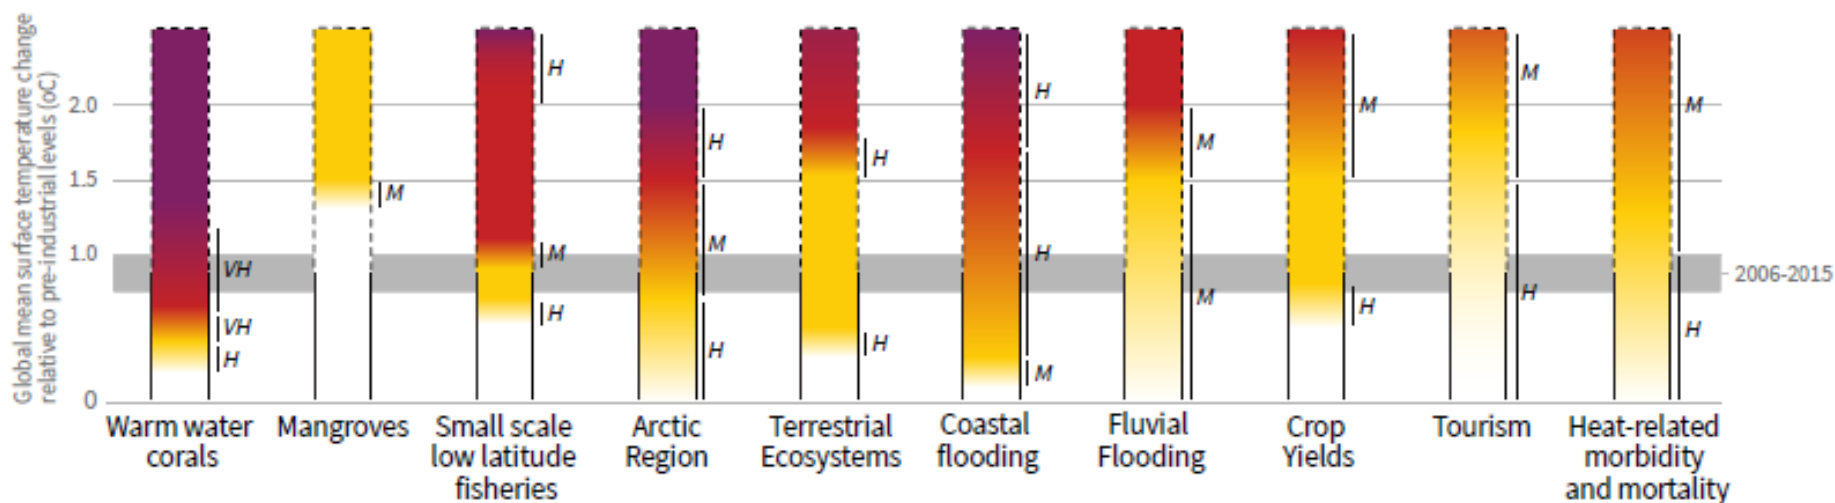 Global mean surface temperature change
relative to pre-industrial levels (oC)
2.0
1.5
1.0
0
VH
VH
H
M
H
M
H
H
M
H
H
H
H
H
M
M
M
M
H
M
H
M
H
2006-2015
Warm water
corals
Mangroves
Small scale
low latitude
fisheries
Arctic
Region
Terrestrial
Ecosystems
Coastal
flooding
Fluvial
Flooding
Crop
Yields
Tourism
Heat-related
morbidity
and mortality